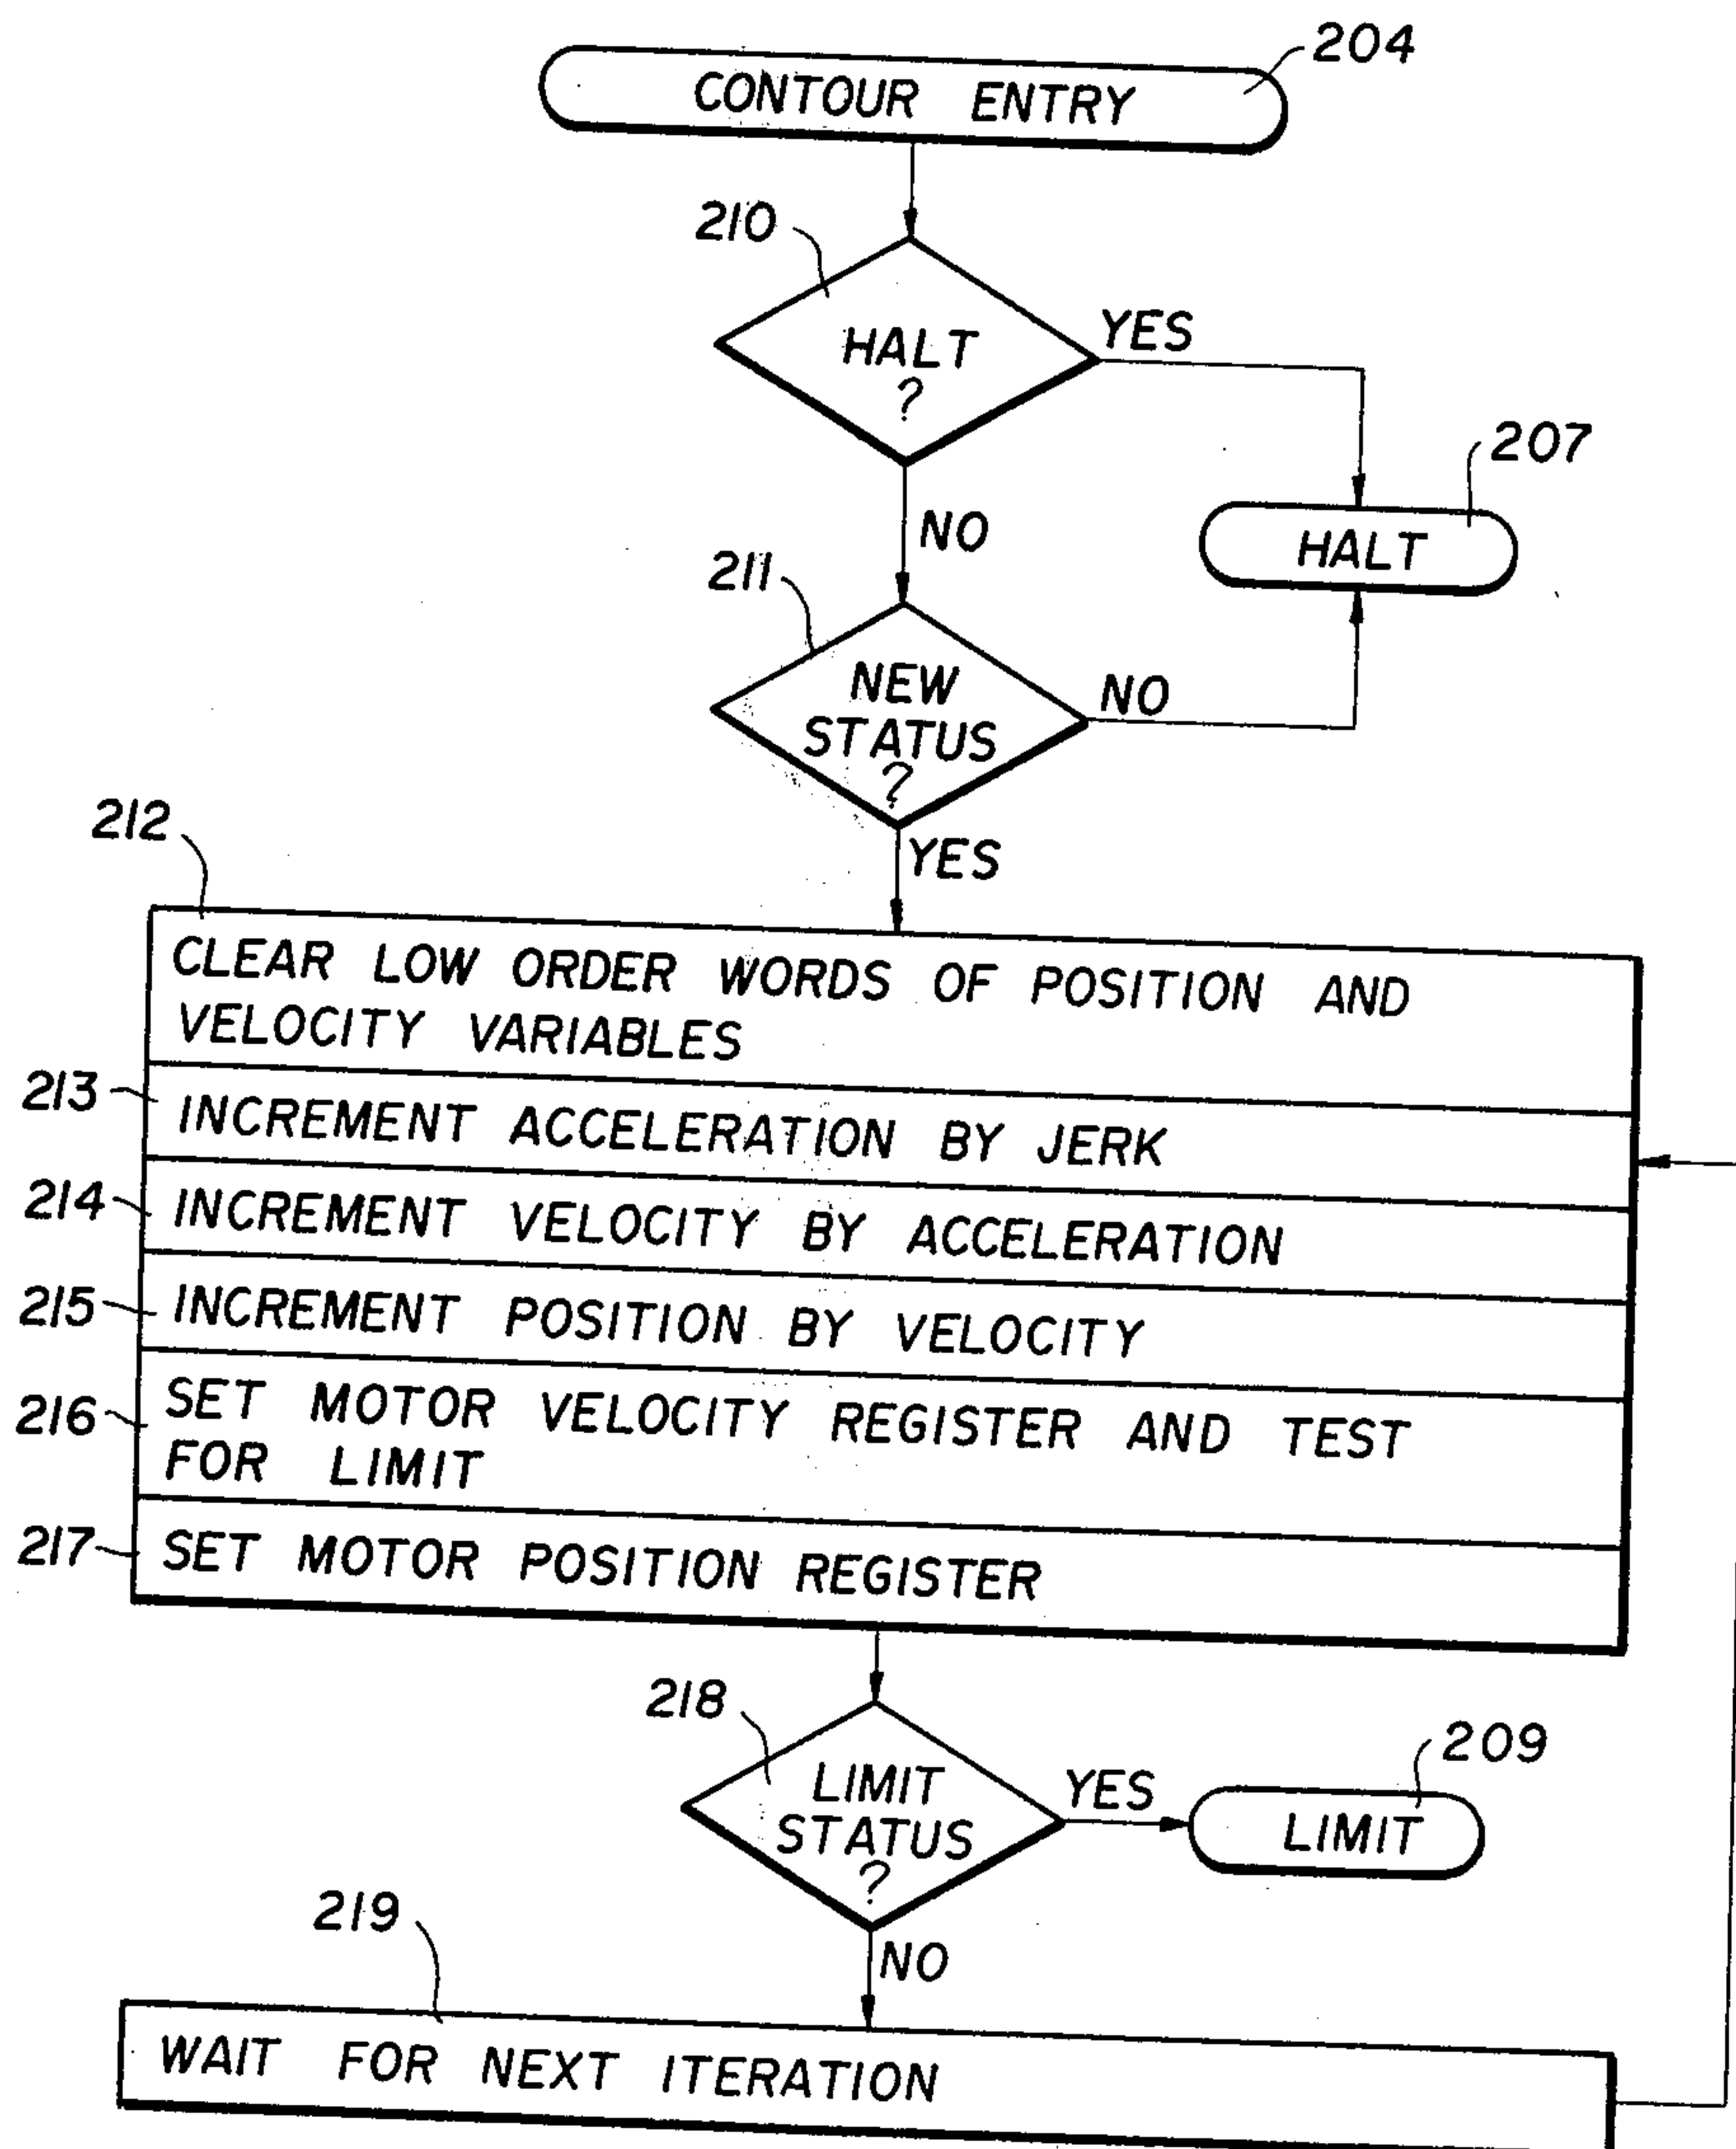 204
CONTOUR ENTRY
210
HALT
?
YES
207
HALT
NO
211
NEW
STATUS
?
NO
YES
212
CLEAR LOW ORDER WORDS OF POSITION AND
VELOCITY VARIABLES
213
INCREMENT ACCELERATION BY JERK
214
INCREMENT VELOCITY BY ACCELERATION
215
INCREMENT POSITION BY VELOCITY
216
SET MOTOR VELOCITY REGISTER AND TEST
FOR LIMIT
217
SET MOTOR POSITION REGISTER
218
LIMIT
STATUS
?
YES
209
LIMIT
NO
219
WAIT FOR NEXT ITERATION